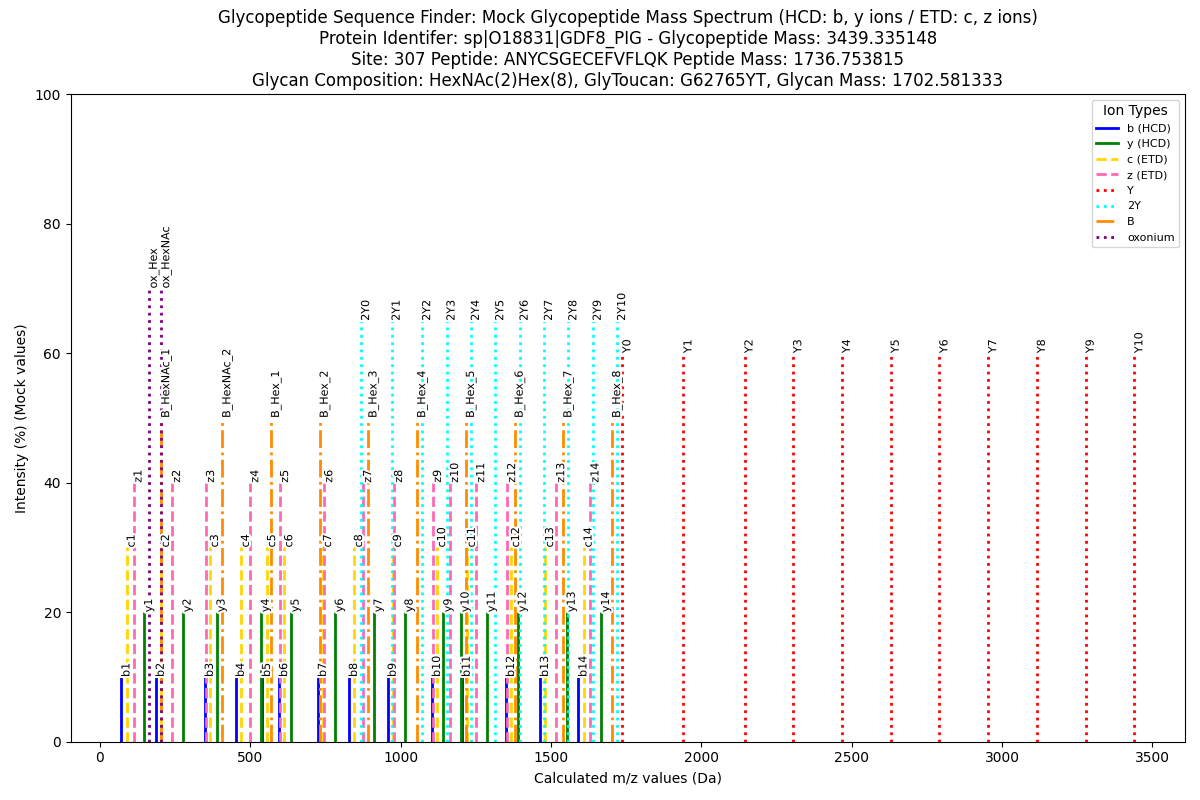 Glycopeptide Sequence Finder: Mock Glycopeptide Mass Spectrum (HCD: b, y ions / ETD: c, z ions)
Protein Identifer: sp|O18831|GDF8_PIG - Glycopeptide Mass: 3439.335148
Site: 307 Peptide: ANYCSGECEFVFLQK Peptide Mass: 1736.753815
Glycan Composition: HexNAc(2)Hex(8), GlyToucan: G62765YT, Glycan Mass: 1702.581333
100
80
60
40
20
0
Intensity (%) (Mock values)
Ion Types
b (HCD)
y (HCD)
c (ETD)
z (ETD)
Y
2Y
B
oxonium
ox_Hex
ox_HexNAc
2Y0
2Y1
2Y2
2Y3
2Y4
2Y5
2Y6
2Y7
2Y8
2Y9
2Y10
Y0
Y1
Y2
Y3
Y4
Y5
Y6
Y7
Y8
Y9
Y10
B_HexNAc_1
B_HexNAc_2
B_Hex_1
B_Hex_2
B_Hex_3
B_Hex_4
B_Hex_5
B_Hex_6
B_Hex_7
B_Hex_8
z1
z2
z3
z4
z5
z6
z7
z8
z9
z10
z11
z12
z13
z14
c1
c2
c3
c4
c5
c6
c7
c8
c9
c10
c11
c12
c13
c14
y1
y2
y3
y4
y5
y6
y7
y8
y9
y10
y11
y12
y13
y14
b1
b2
b3
b4
b5
b6
b7
b8
b9
b10
b11
b12
b13
b14
0
500
1000
1500
2000
2500
3000
3500
Calculated m/z values (Da)